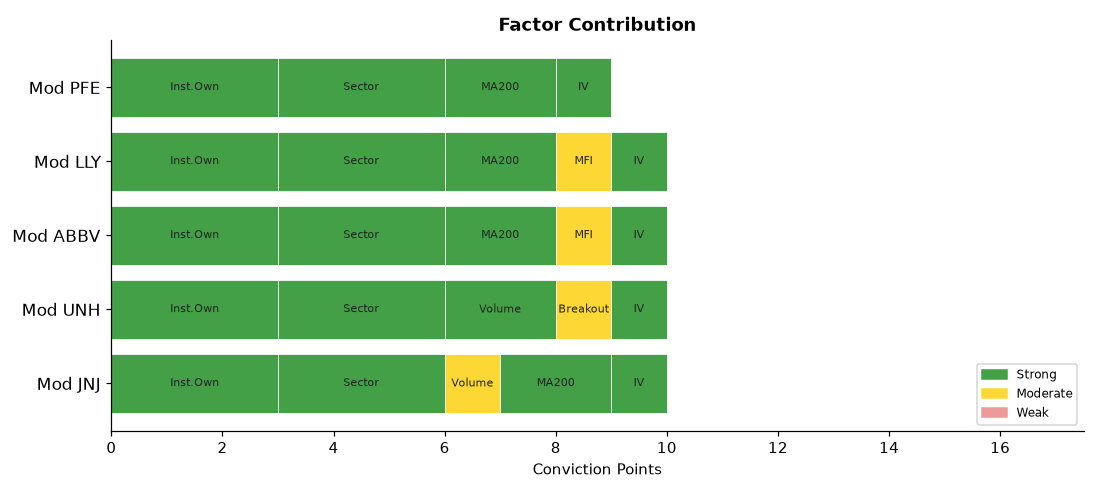 Factor Contribution
Mod PFE Inst.Own Sector MA200 IV
Mod LLY Inst.Own Sector MA200 MFI IV
Mod ABBV Inst.Own Sector MA200 MFI IV
Mod UNH Inst.Own Sector Volume Breakout IV
Mod JNJ Inst.Own Sector Volume MA200 IV
Strong
Moderate
Weak
0 2 4 6 8 10 12 14 16
Conviction Points